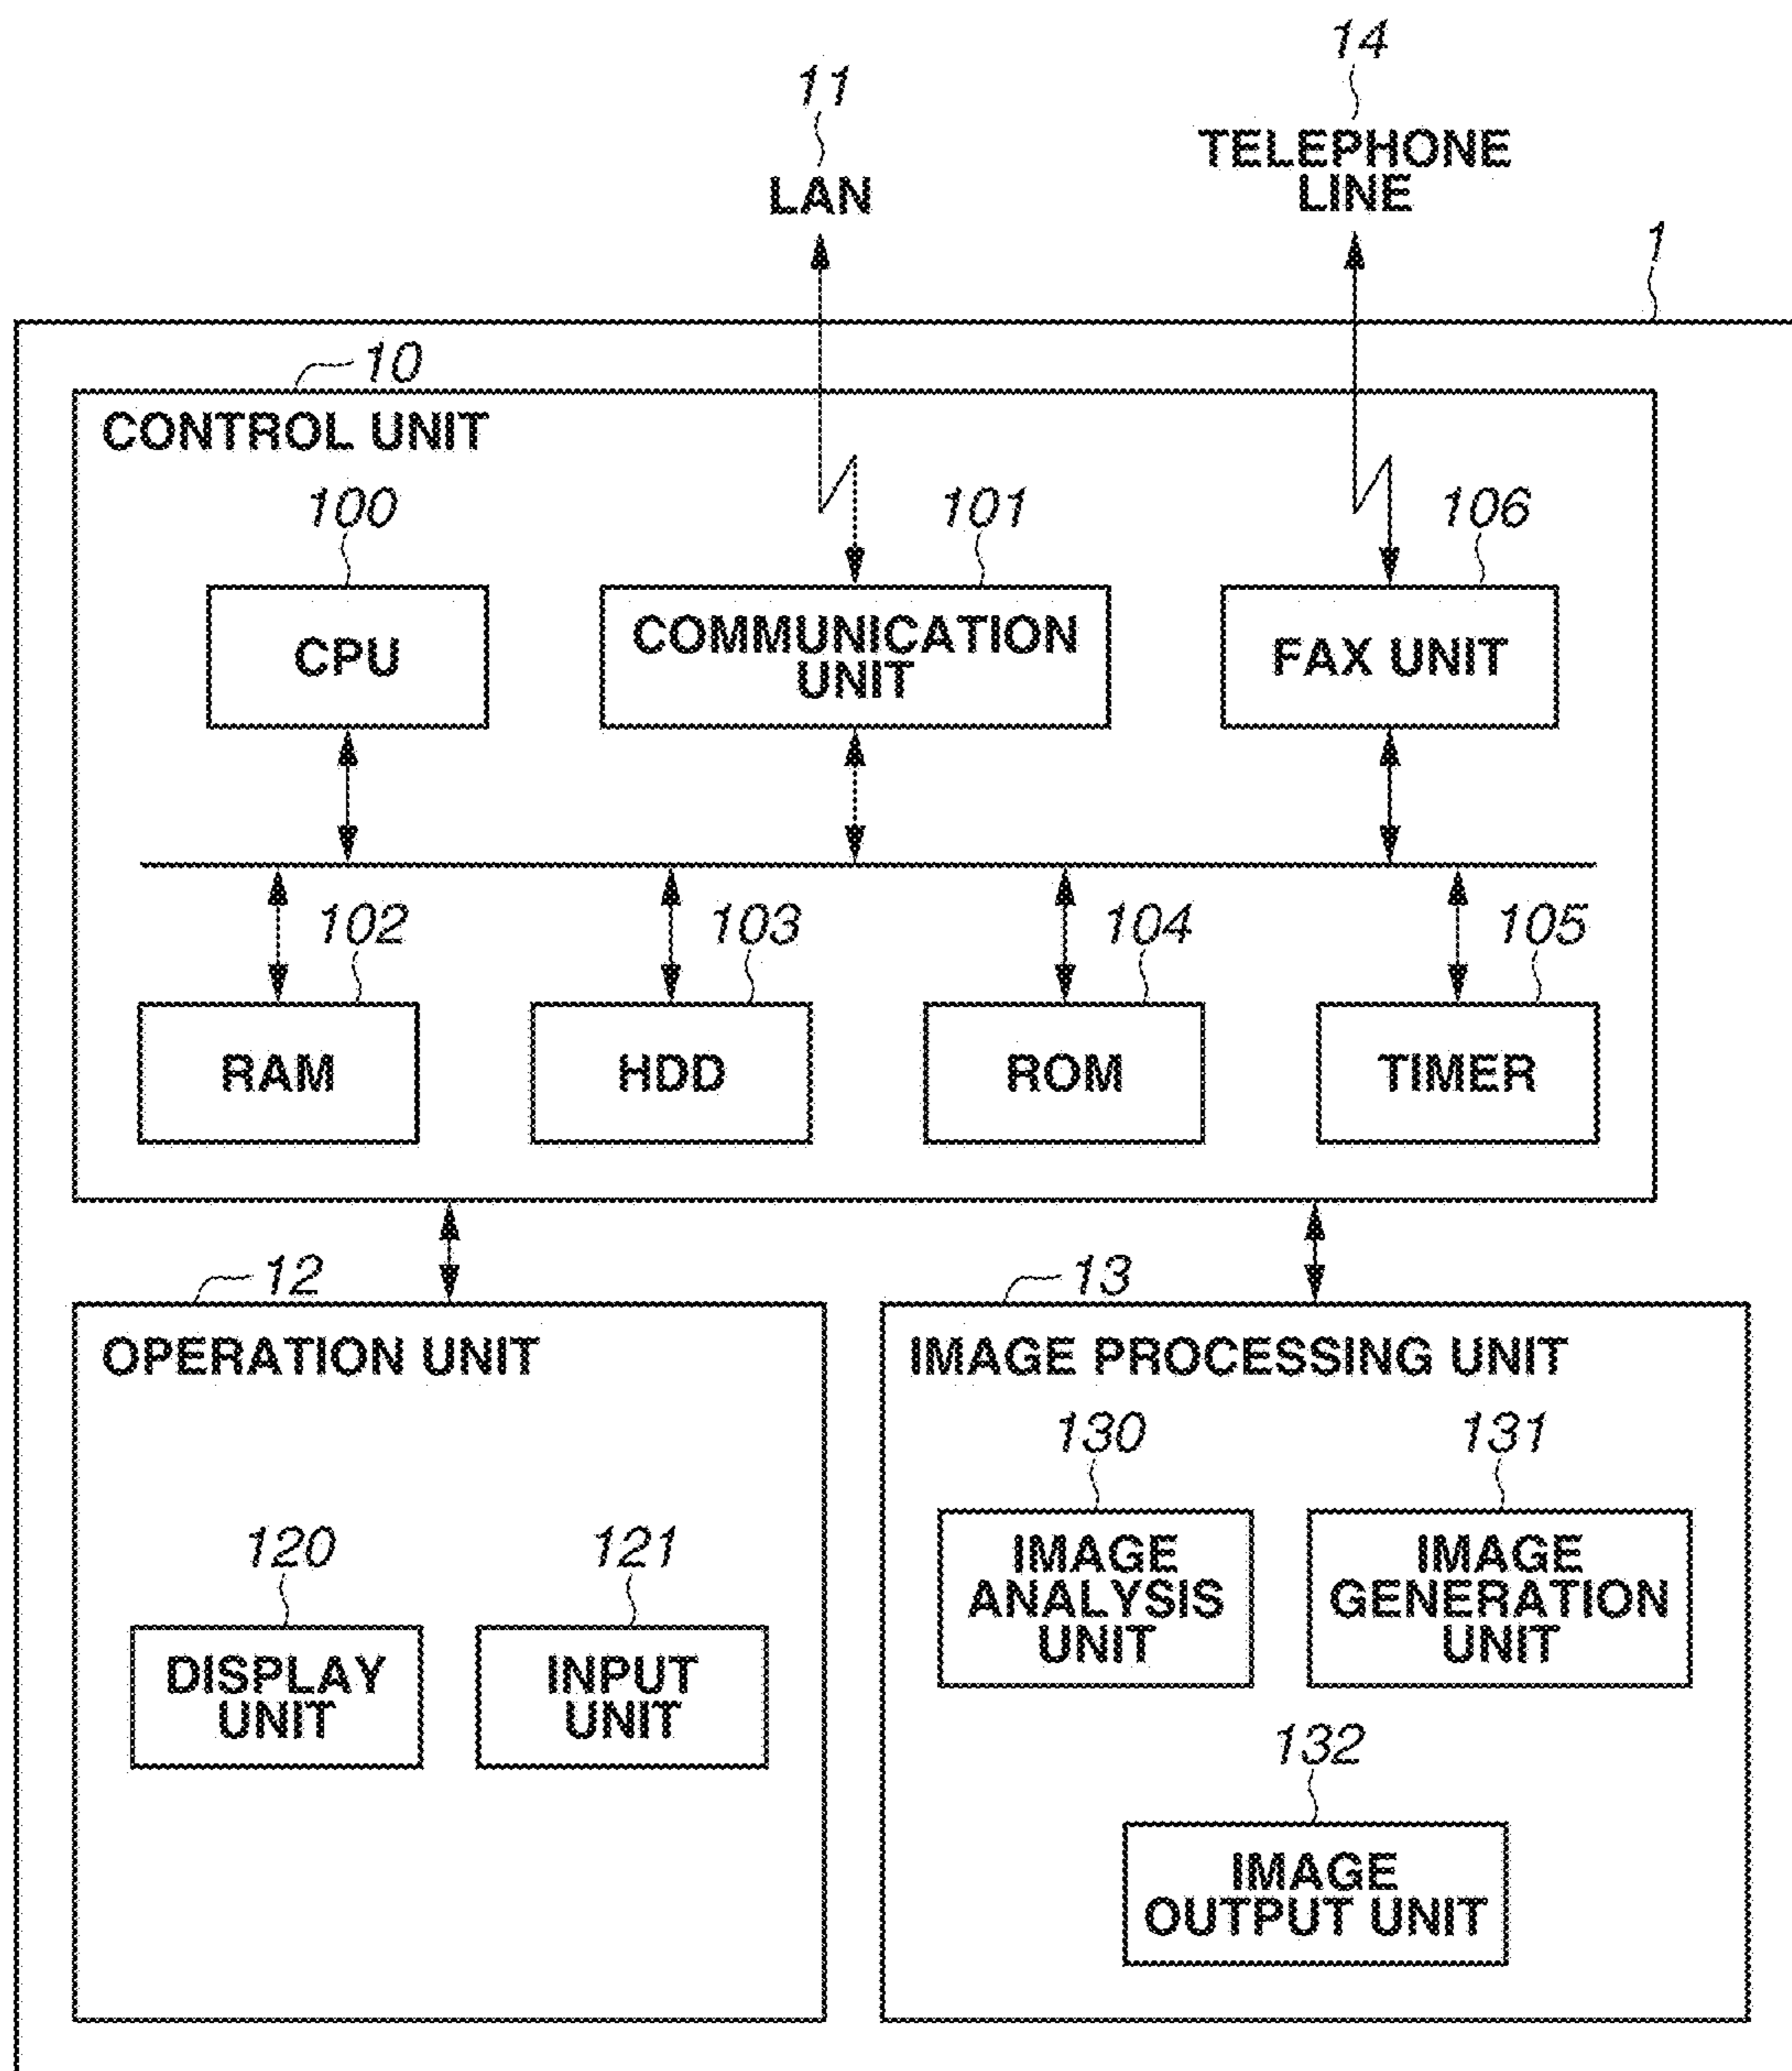 14
11
TELEPHONE
LINE
LAN
1
10
CONTROL UNIT
100
101
106
CPU
COMMUNICATION
UNIT
FAX UNIT
102
103
104
105
RAM
HDD
ROM
TIMER
12
13
OPERATION UNIT
IMAGE PROCESSING UNIT
130
131
IMAGE
ANALYSIS
UNIT
IMAGE
GENERATION
UNIT
120
121
DISPLAY
UNIT
INPUT
UNIT
132
IMAGE
OUTPUT UNIT